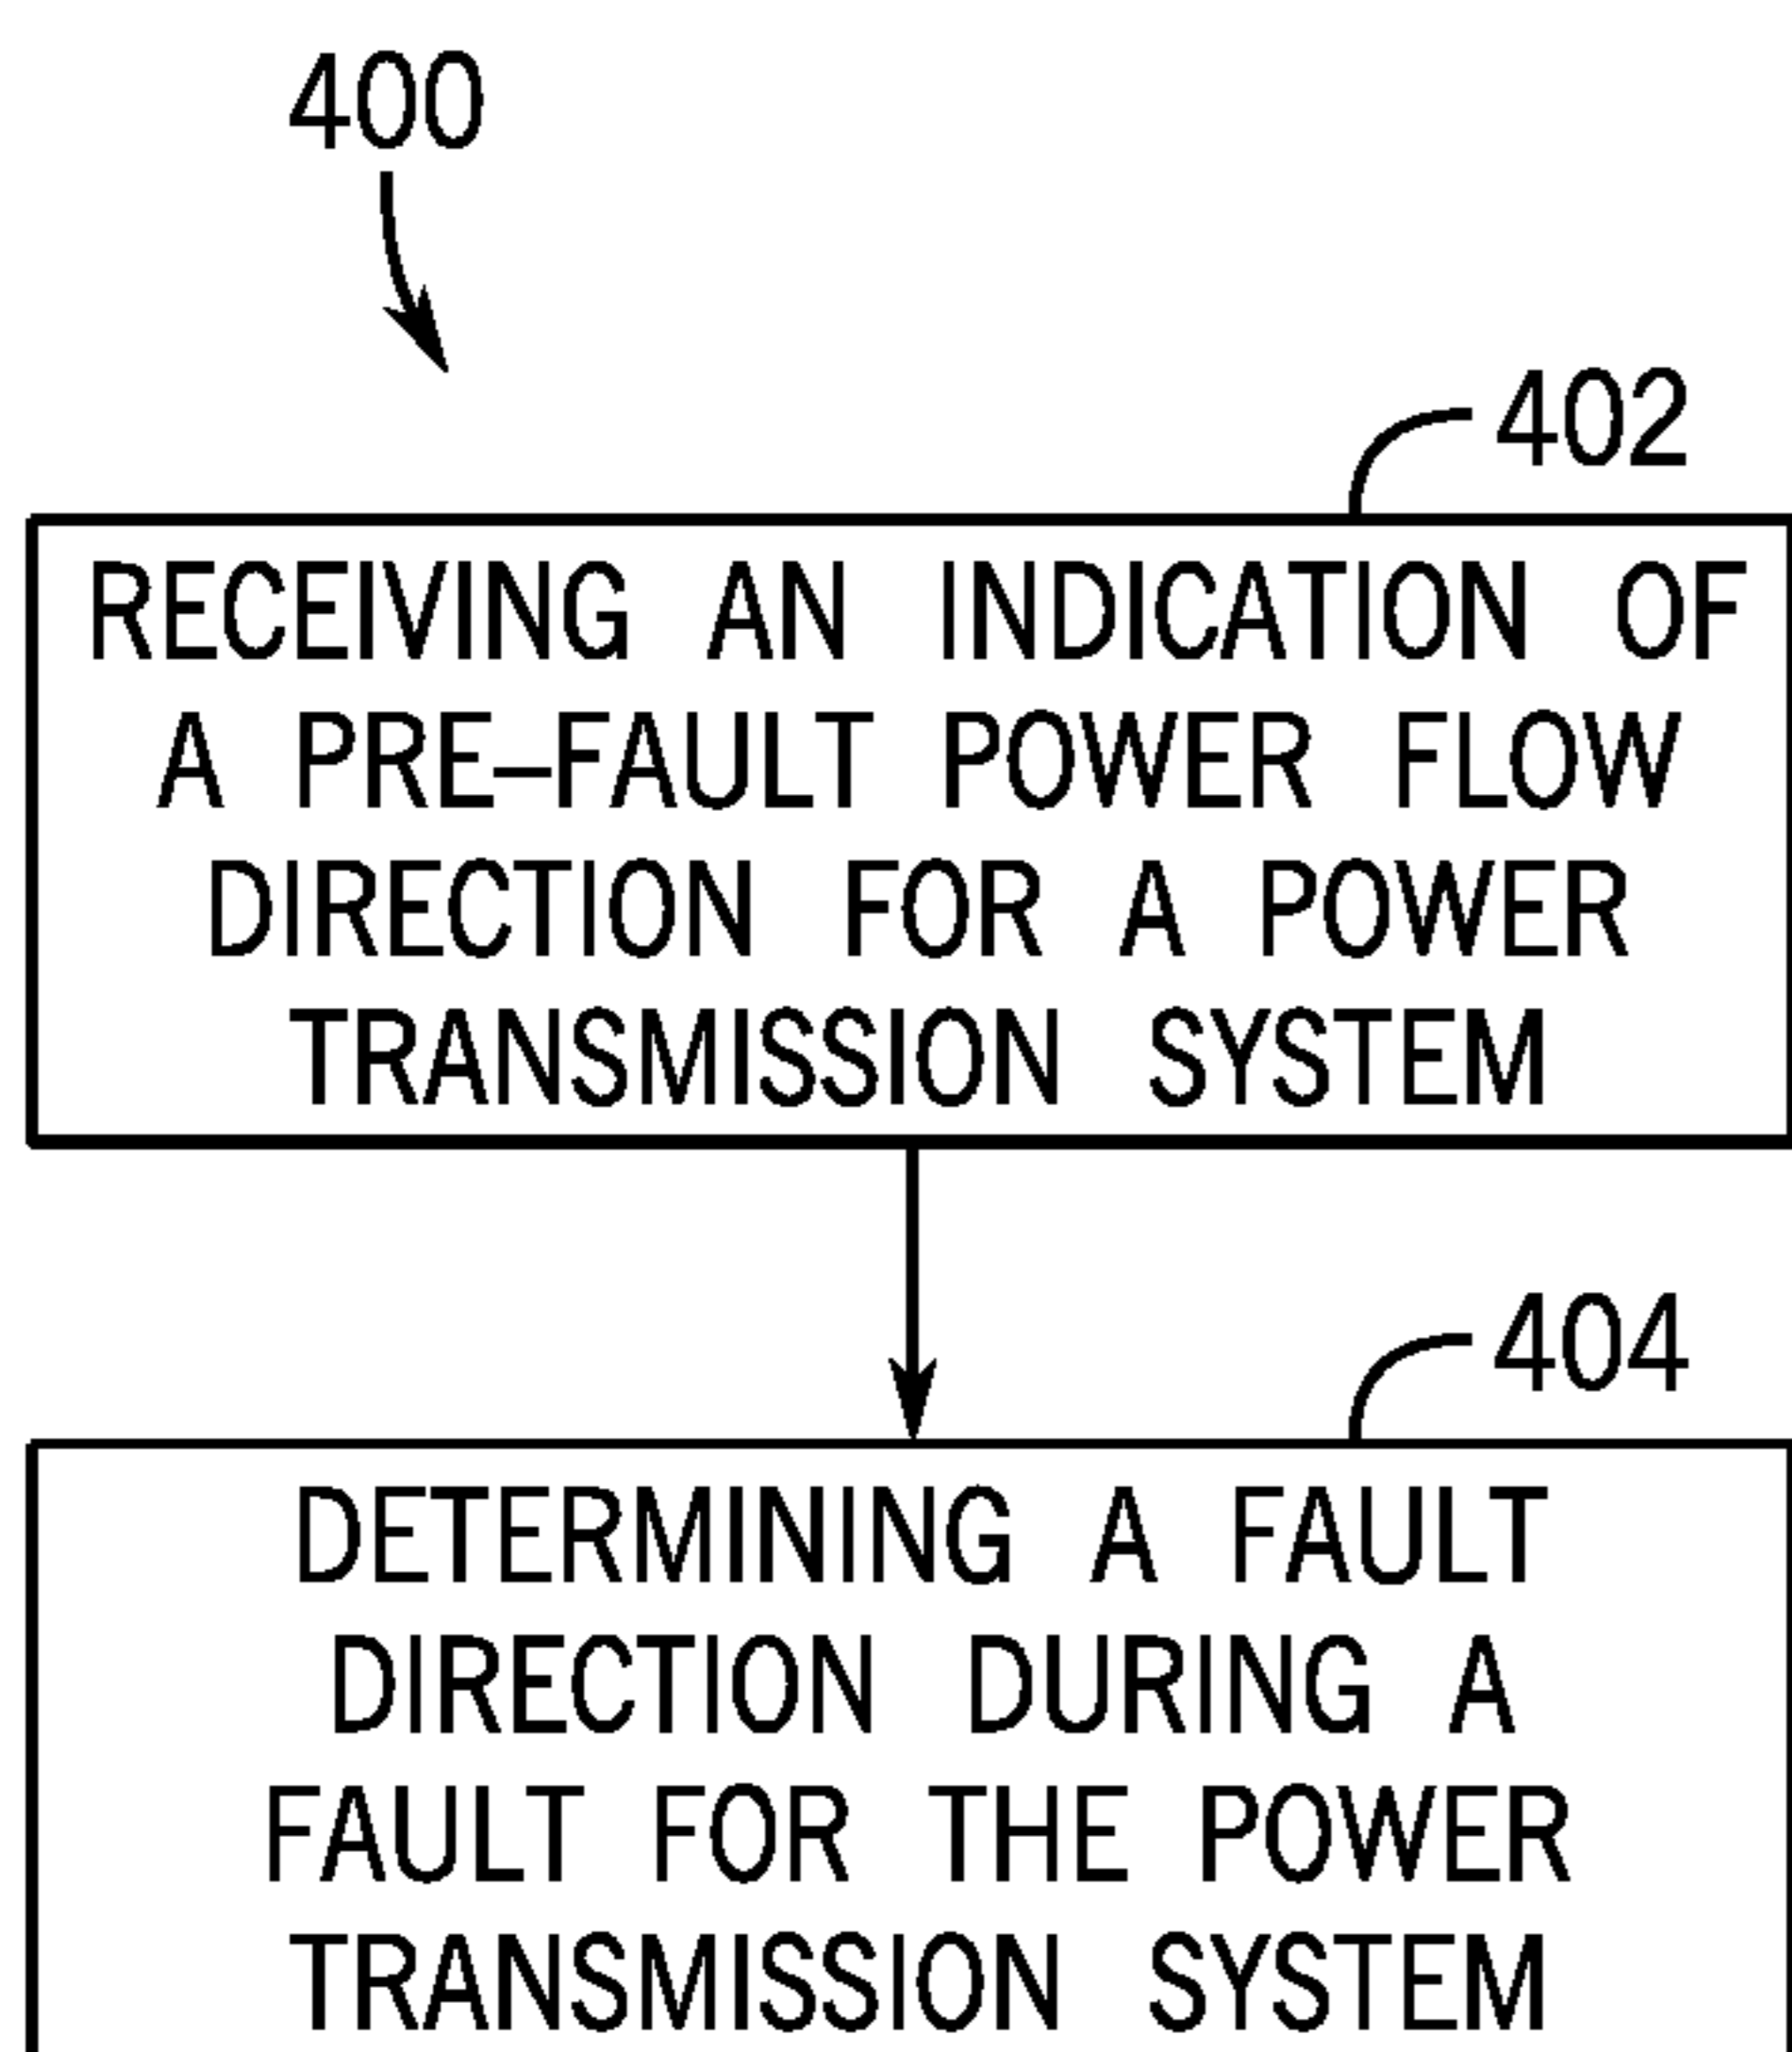 400
402
RECEIVING AN INDICATION OF
A PRE–FAULT POWER FLOW
DIRECTION FOR A POWER
TRANSMISSION SYSTEM
404
DETERMINING A FAULT
DIRECTION DURING A
FAULT FOR THE POWER
TRANSMISSION SYSTEM